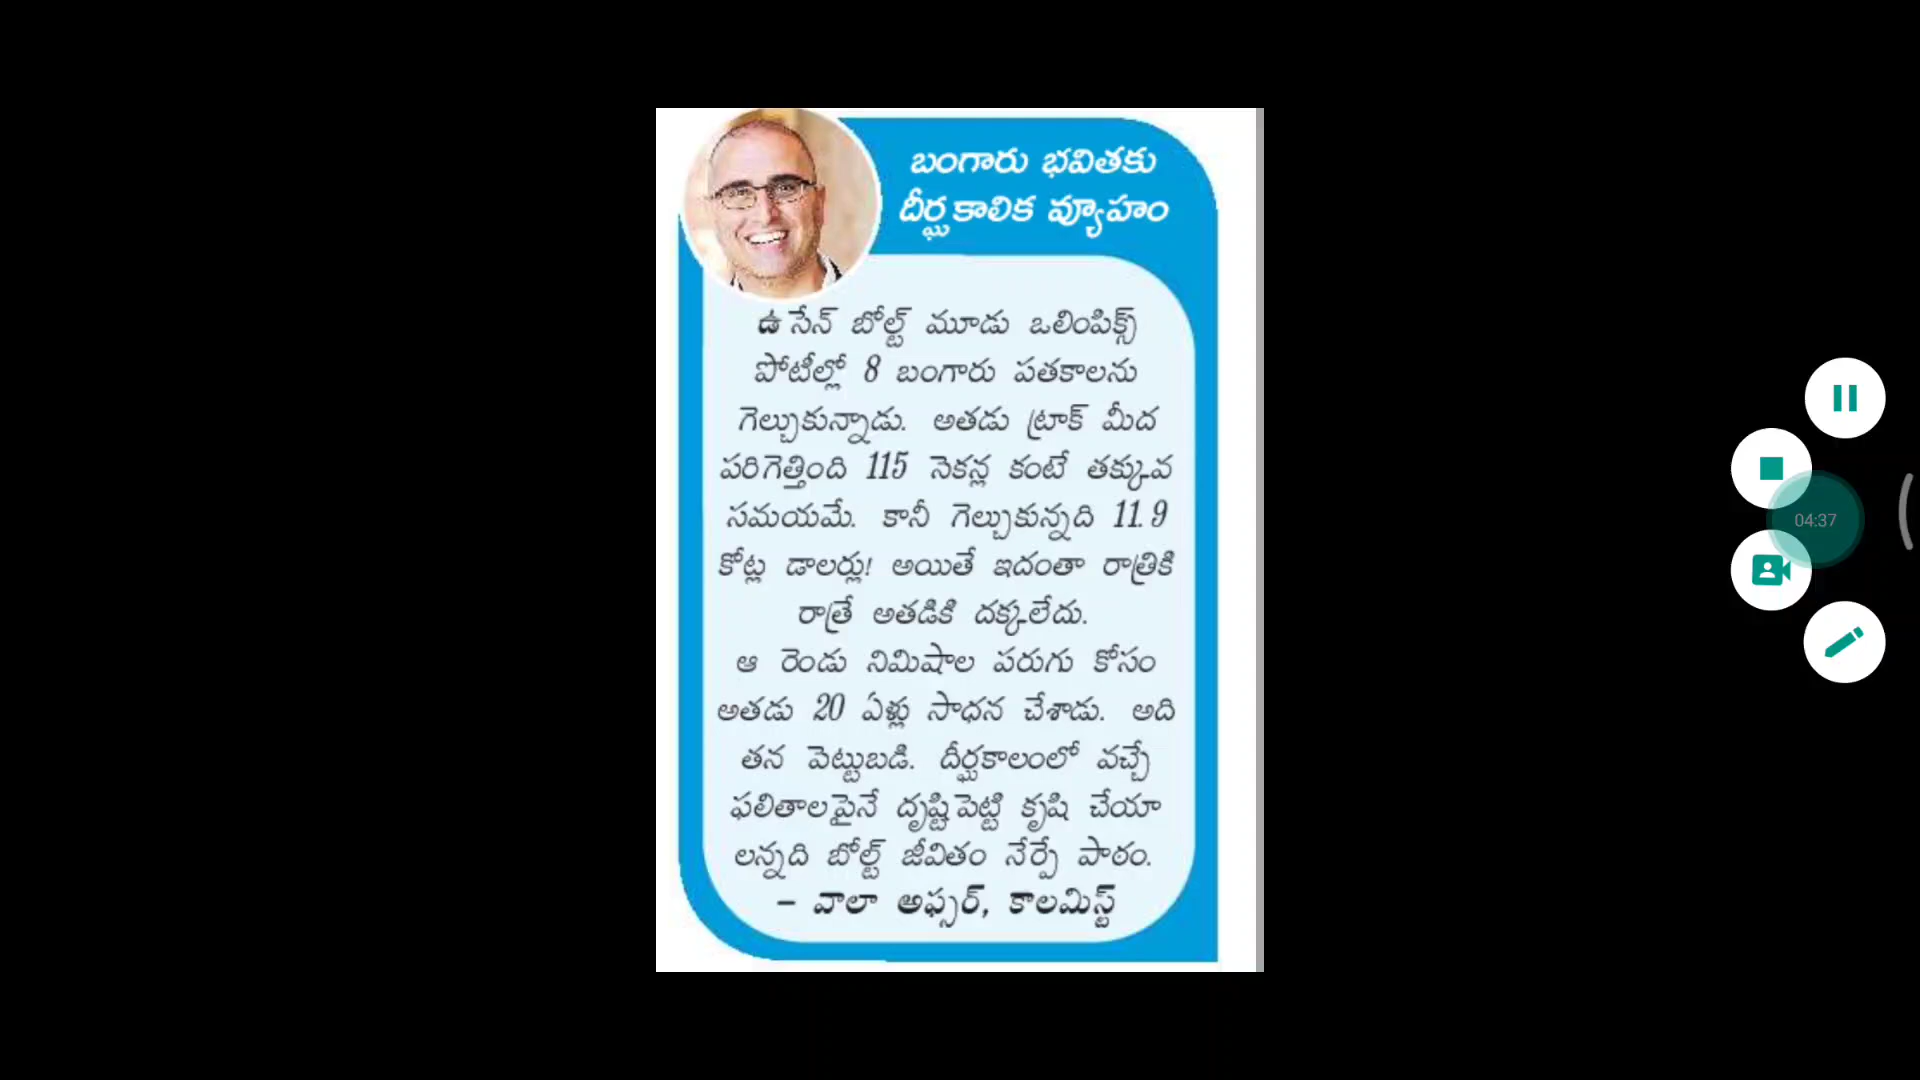 బంగారు భవితకు
దీర్ఘకాలిక వ్యూహం
ఉసేన్ బోల్ట్ మూడు ఒలింపిక్స్
పోటీల్లో 8 బంగారు పతకాలను
గెల్చుకున్నాడు. అతడు ట్రాక్ మీద
పరిగెత్తింది 115 సెకన్ల కంటే తక్కువ
సమయమే. కానీ గెల్చుకున్నది 11.9
కోట్ల డాలర్లు! అయితే ఇదంతా రాత్రికి
రాత్రే అతడికి దక్కలేదు.
ఆ రెండు నిమిషాల పరుగు కోసం
అతడు 20 ఏళ్లు సాధన చేశాడు. అది
తన పెట్టుబడి. దీర్ఘకాలంలో వచ్చే
ఫలితాలపైనే దృష్టిపెట్టి కృషి చేయా
లన్నది బోల్ట్ జీవితం నేర్పే పాఠం.
– వాలా అఫ్సర్, కాలమిస్ట్
04:37